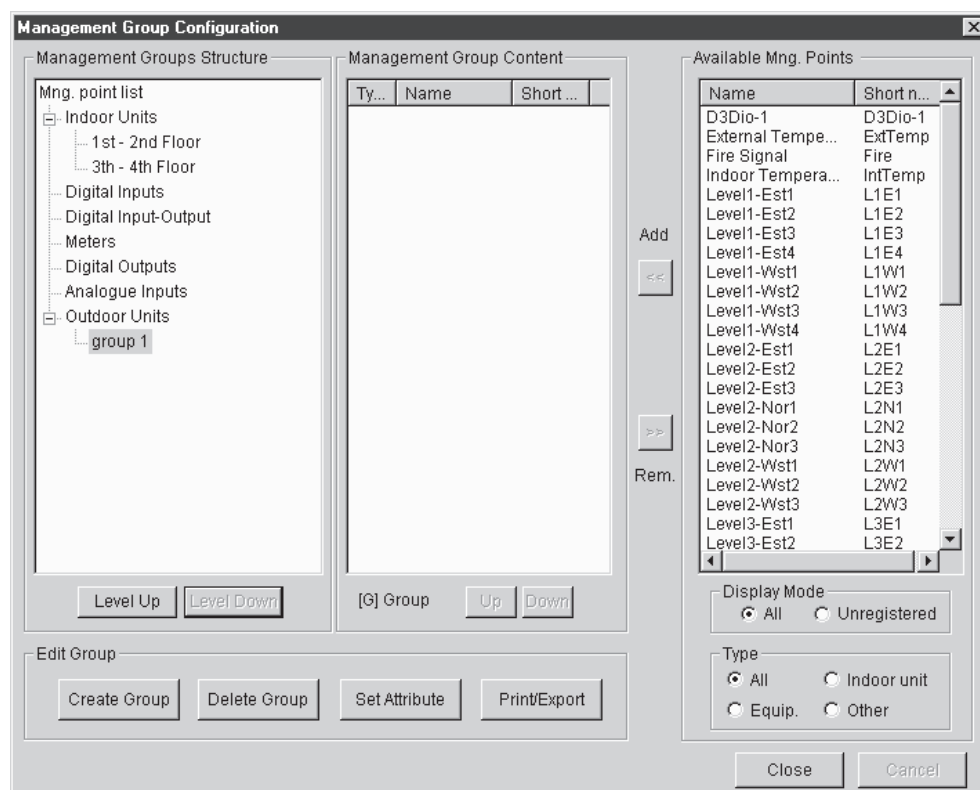 Management Group Configuration
Management Groups Structure
Mng. point list
Indoor Units
1st - 2nd Floor
3th - 4th Floor
Digital Inputs
Digital Input-Output
Meters
Digital Outputs
Analogue Inputs
Outdoor Units
group 1
Level Up
Level Down
Management Group Content
Ty... Name Short ...
[G] Group
Up
Down
Add
<<
>>
Rem.
Available Mng. Points
Name Short n...
D3Dio-1 D3Dio-1
External Tempe... ExtTemp
Fire Signal Fire
Indoor Tempera... IntTemp
Level1-Est1 L1E1
Level1-Est2 L1E2
Level1-Est3 L1E3
Level1-Est4 L1E4
Level1-Wst1 L1W1
Level1-Wst2 L1W2
Level1-Wst3 L1W3
Level1-Wst4 L1W4
Level2-Est1 L2E1
Level2-Est2 L2E2
Level2-Est3 L2E3
Level2-Nor1 L2N1
Level2-Nor2 L2N2
Level2-Nor3 L2N3
Level2-Wst1 L2W1
Level2-Wst2 L2W2
Level2-Wst3 L2W3
Level3-Est1 L3E1
Level3-Est2 L3E2
Display Mode
All Unregistered
Type
All Indoor unit
Equip. Other
Edit Group
Create Group
Delete Group
Set Attribute
Print/Export
Close
Cancel